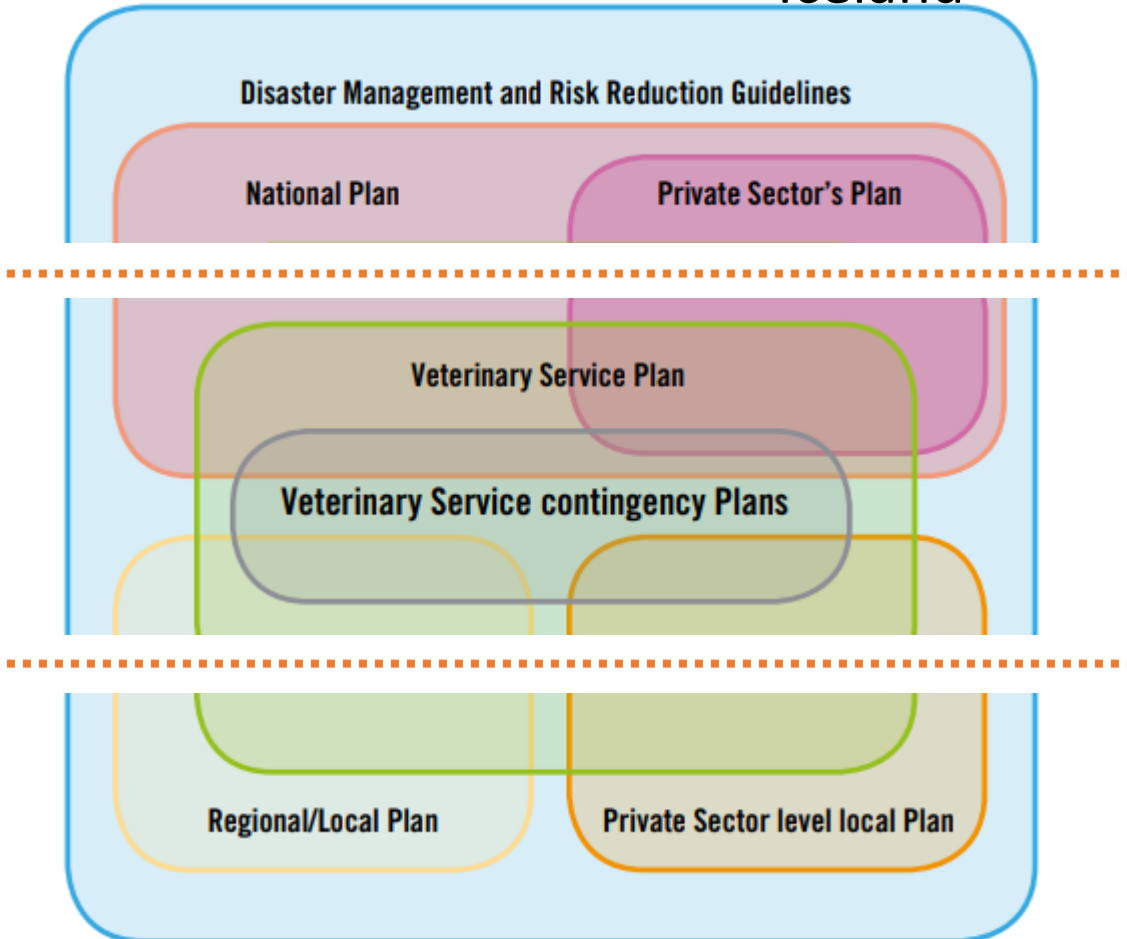 Disaster Management and Risk Reduction Guidelines
National Plan
Private Sector's Plan
Veterinary Service Plan
Veterinary Service contingency Plans
Regional/Local Plan
Private Sector level local Plan